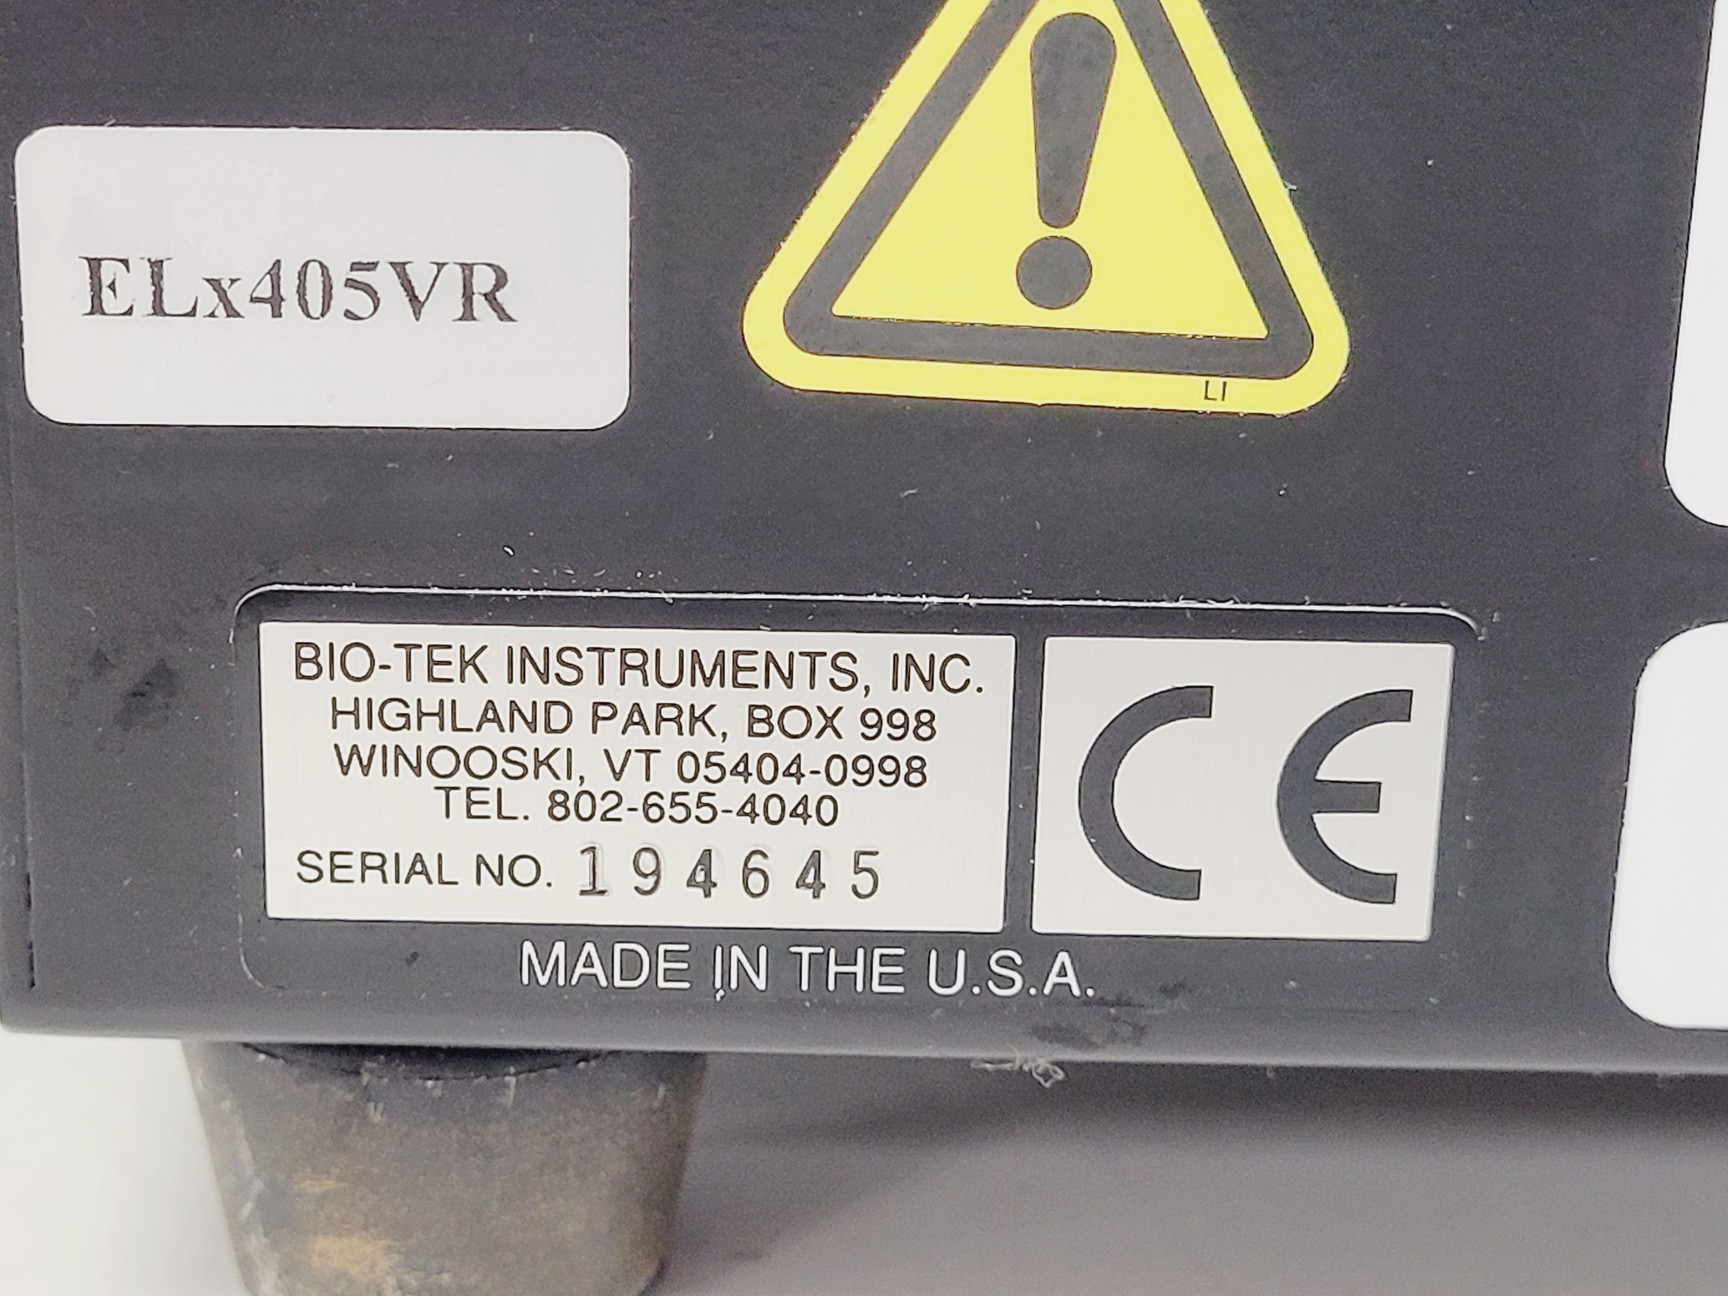 ELx405VR
LI
BIO-TEK INSTRUMENTS, INC.
HIGHLAND PARK, BOX 998
WINOOSKI, VT 05404-0998
TEL. 802-655-4040
SERIAL NO. 194645
CE
MADE IN THE U.S.A.